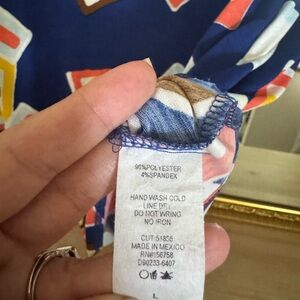 96%POLYESTER
4%SPANDEX
HAND WASH COLD
LINE DRY
DO NOT WRING
NO IRON
CUT 51835
MADE IN MEXICO
RN#156758
D90233-6407
L